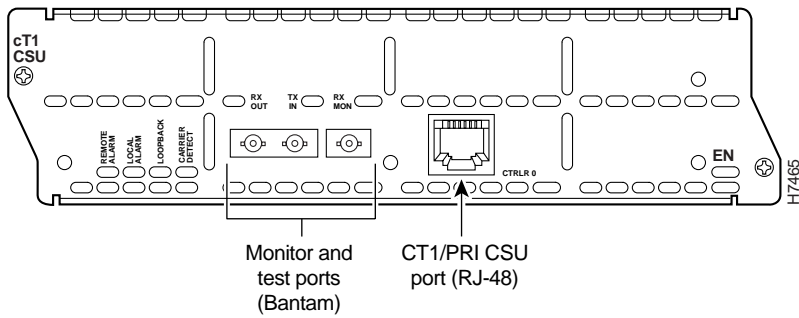 cT1
CSU
RX
OUT
TX
IN
RX
MON
REMOTE
ALARM
LOCAL
ALARM
LOOPBACK
CARRIER
DETECT
CTRLR 0
EN
H7465
Monitor and
test ports
(Bantam)
CT1/PRI CSU
port (RJ-48)